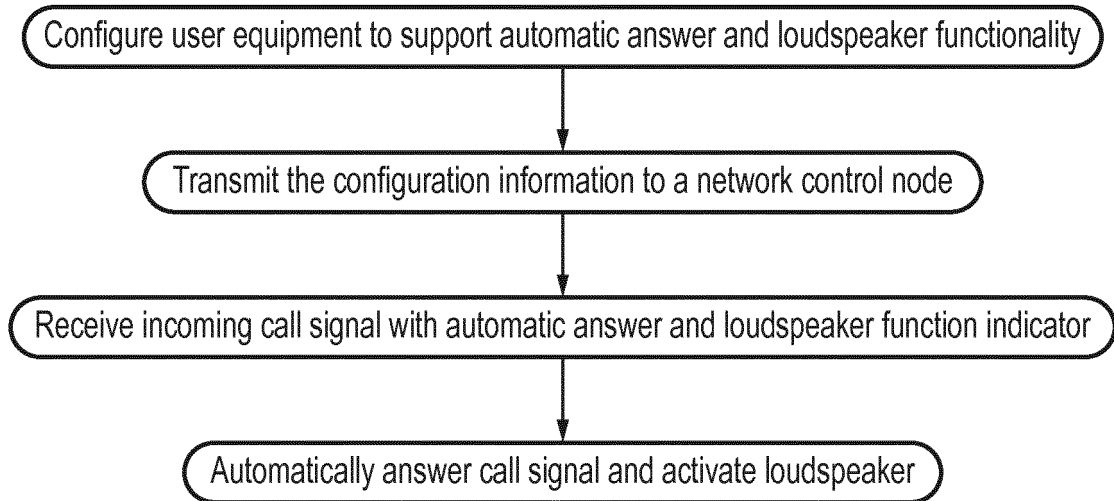 Configure user equipment to support automatic answer and loudspeaker functionality
Transmit the configuration information to a network control node
Receive incoming call signal with automatic answer and loudspeaker function indicator
Automatically answer call signal and activate loudspeaker